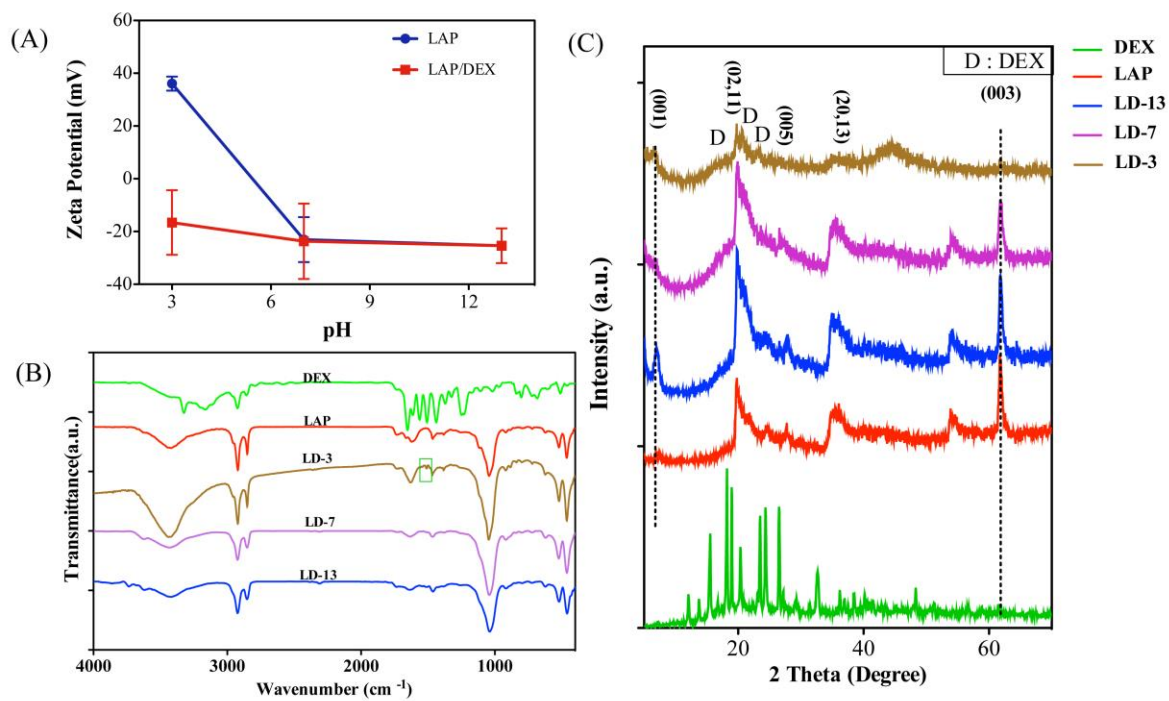 (A)
60
40
20
0
-20
-40
Zeta Potential (mV)
LAP
LAP/DEX
3
6
9
12
pH
(B)
DEX
LAP
LD-3
LD-7
LD-13
Transmittance(a.u.)
4000
3000
2000
1000
Wavenumber (cm -1)
(C)
D : DEX
(001)
(02,11)
D
D
D
(005)
(20,13)
(003)
Intensity (a.u.)
20
40
60
2 Theta (Degree)
DEX
LAP
LD-13
LD-7
LD-3